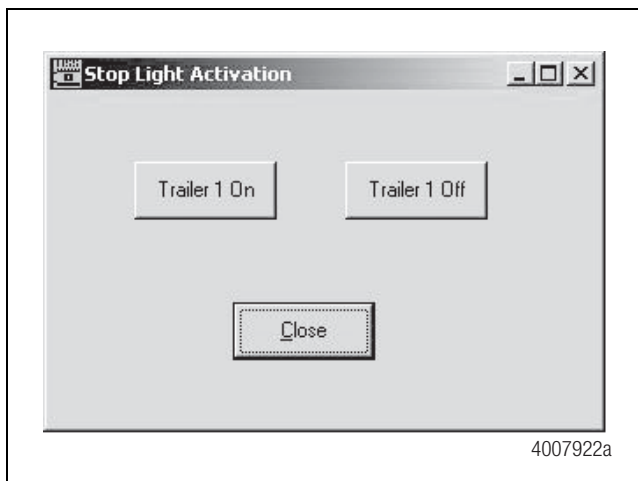 Stop Light Activation
Trailer 1 On Trailer 1 Off
Close
4007922a